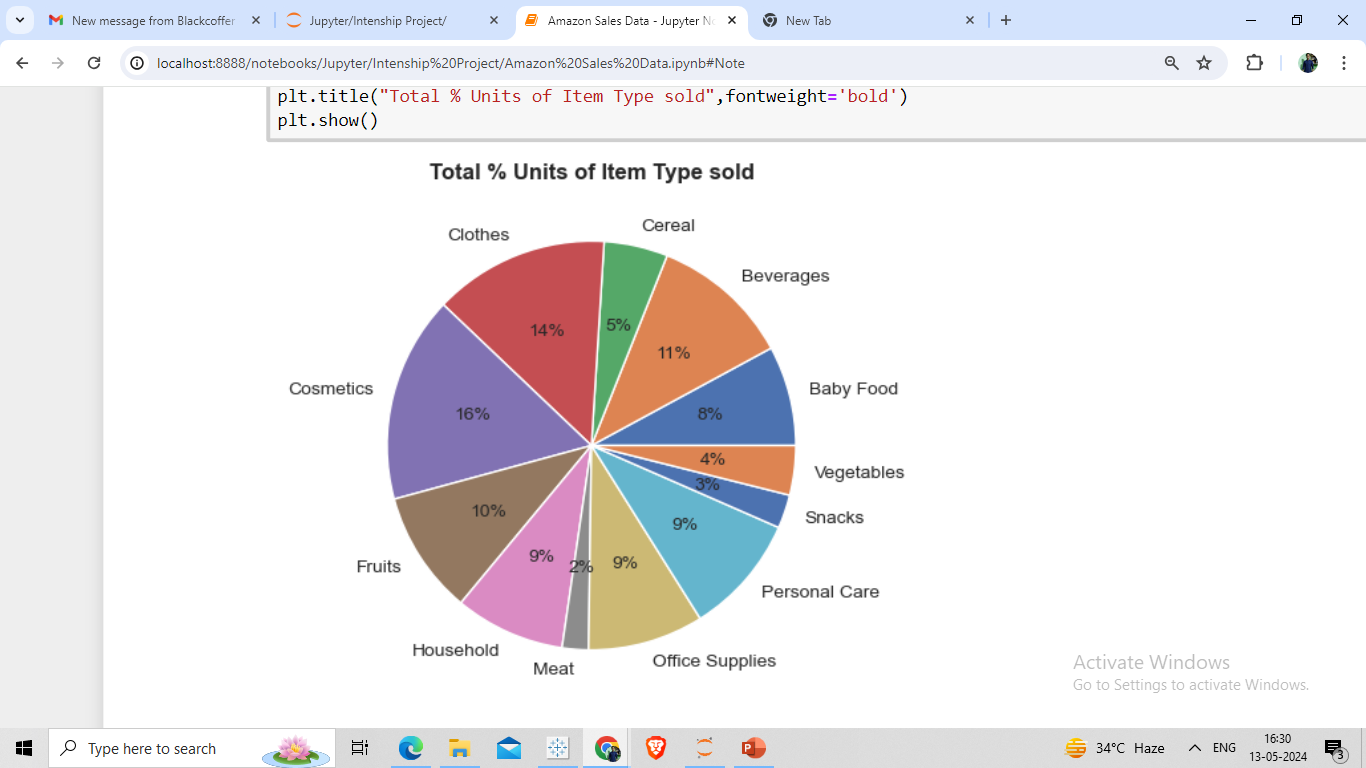 New message from Blackcoffer
Jupyter/Intenship Project/
Amazon Sales Data - Jupyter No
New Tab
localhost:8888/notebooks/Jupyter/Intenship%20Project/Amazon%20Sales%20Data.ipynb#Note
plt.title("Total % Units of Item Type sold",fontweight='bold')
plt.show()
Total % Units of Item Type sold
Cereal
Clothes
Beverages
5%
14%
11%
Cosmetics
Baby Food
16%
8%
4%
Vegetables
3%
10%
Snacks
9%
9%
9%
2%
Fruits
Personal Care
Household
Office Supplies
Meat
Activate Windows
Go to Settings to activate Windows.
Type here to search
34°C Haze
ENG
16:30
13-05-2024
3